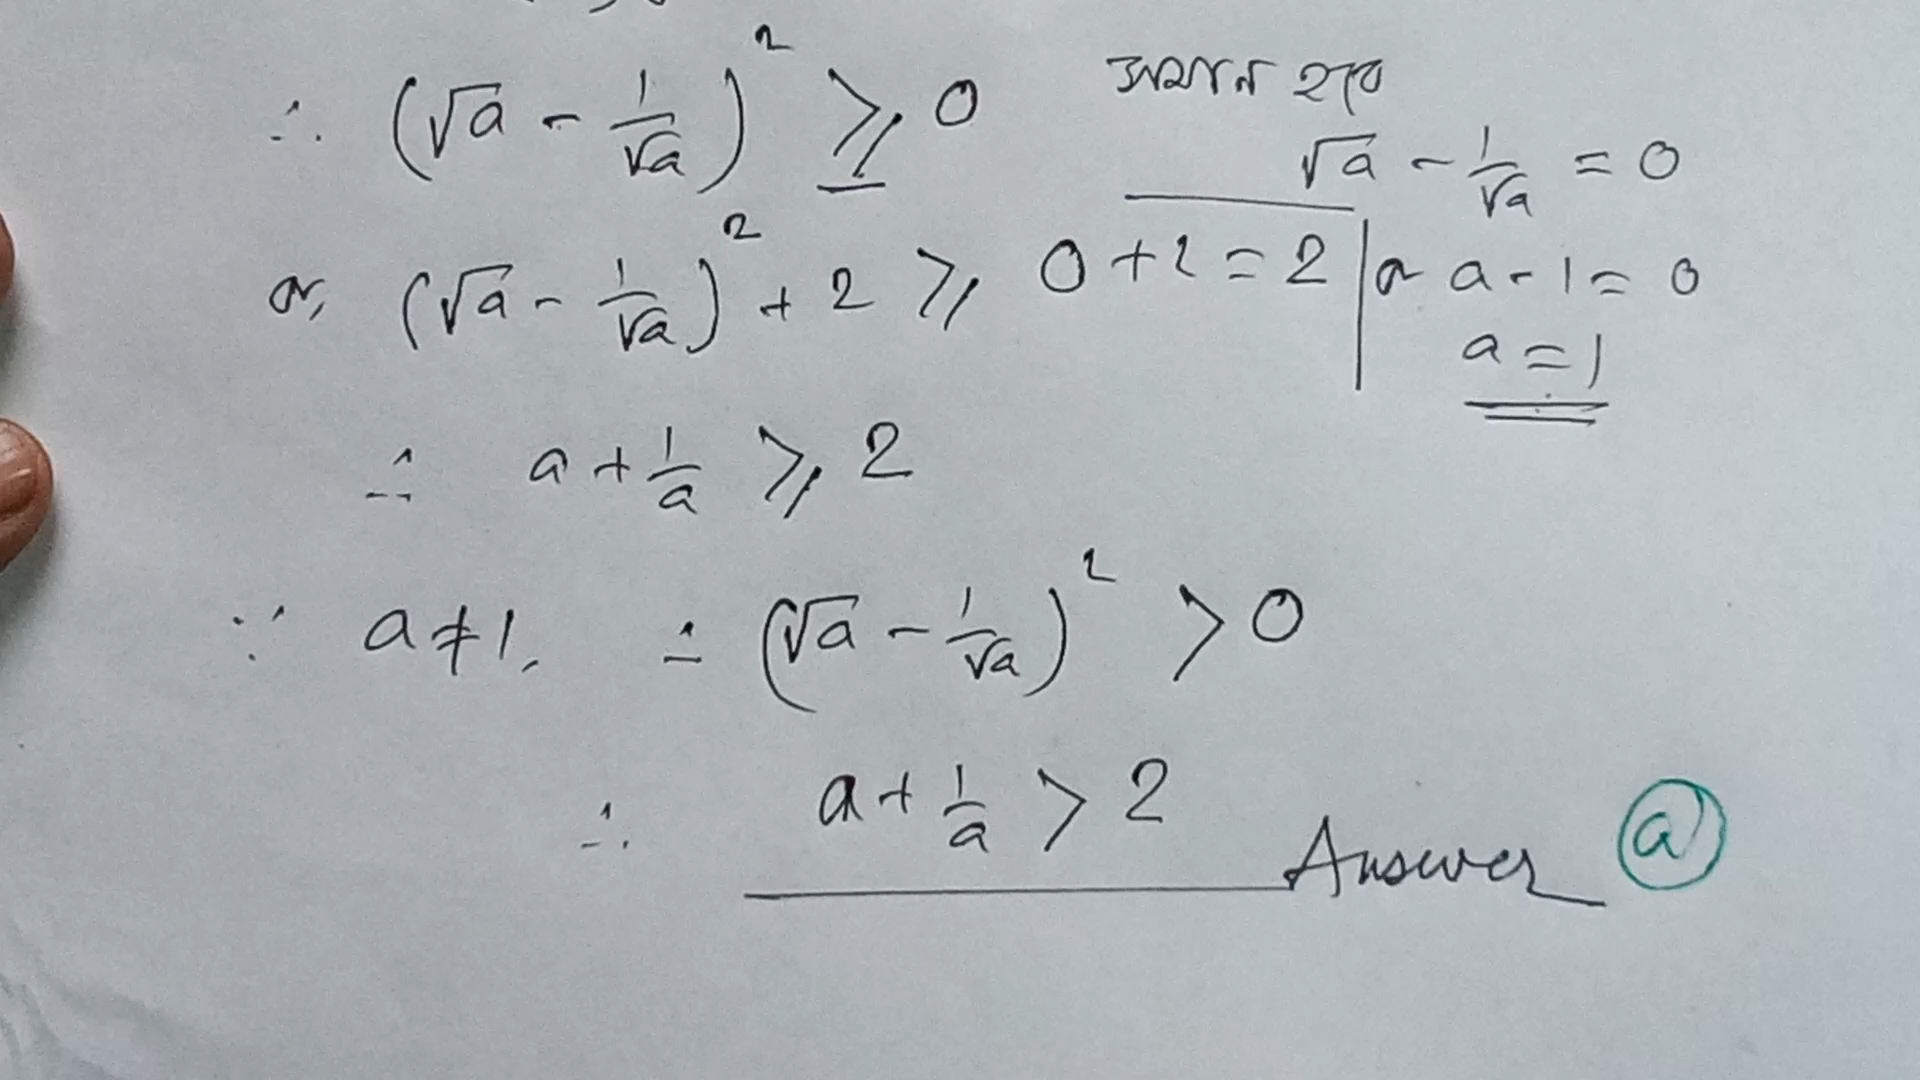 ∴ (√a - 1/√a)² ≥ 0
সমান হবে
√a - 1/√a = 0
or, (√a - 1/√a)² + 2 ≥ 0 + 2 = 2
or a - 1 = 0
a = 1
∴ a + 1/a ≥ 2
∵ a ≠ 1, ∴ (√a - 1/√a)² > 0
∴ a + 1/a > 2
Answer (a)